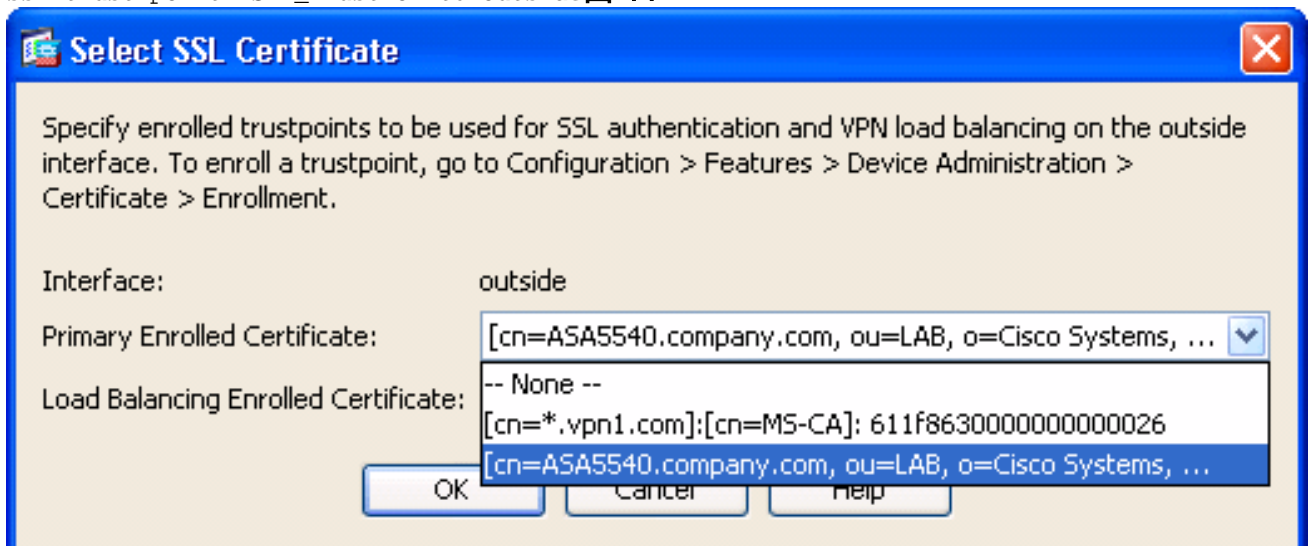 Select SSL Certificate
Specify enrolled trustpoints to be used for SSL authentication and VPN load balancing on the outside
interface. To enroll a trustpoint, go to Configuration > Features > Device Administration >
Certificate > Enrollment.
Interface: outside
Primary Enrolled Certificate: [cn=ASA5540.company.com, ou=LAB, o=Cisco Systems, ...
-- None --
Load Balancing Enrolled Certificate:
[cn=*.vpn1.com]:[cn=MS-CA]: 611f8630000000000026
[cn=ASA5540.company.com, ou=LAB, o=Cisco Systems, ...
OK Cancel Help